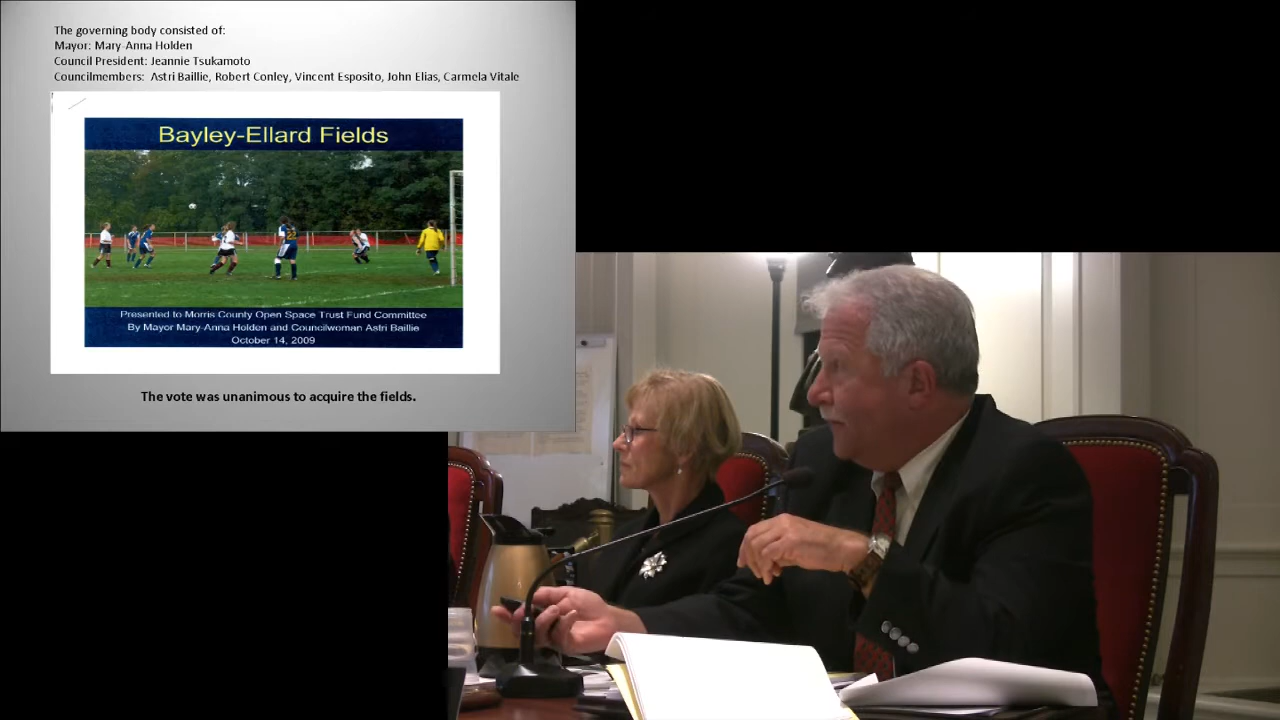 The governing body consisted of:
Mayor: Mary-Anna Holden
Council President: Jeannie Tsukamoto
Councilmembers: Astri Baillie, Robert Conley, Vincent Esposito, John Elias, Carmela Vitale
Bayley-Ellard Fields
Presented to Morris County Open Space Trust Fund Committee
By Mayor Mary-Anna Holden and Councilwoman Astri Baillie
October 14, 2009
The vote was unanimous to acquire the fields.